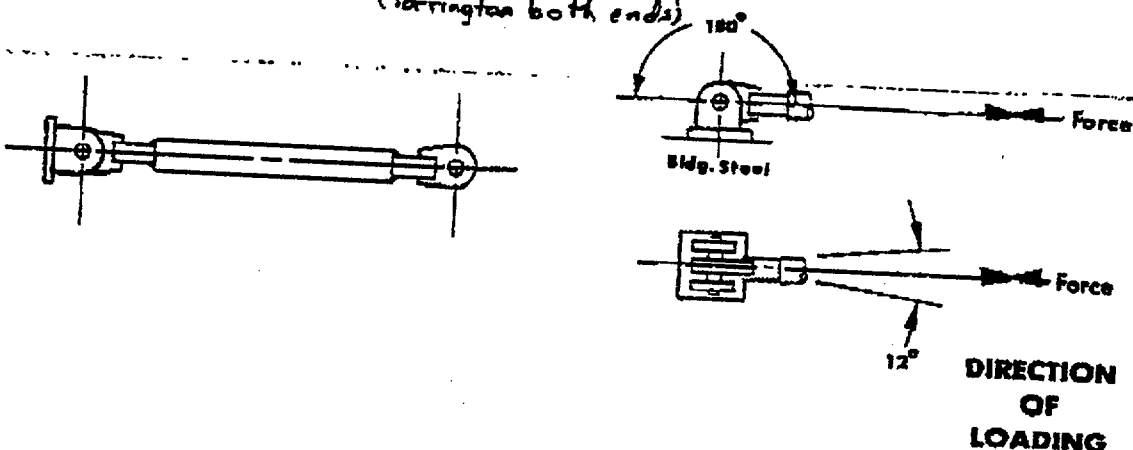 (Torrington both ends)
180°
Force
Bldg. Steel
Force
12°
DIRECTION
OF
LOADING